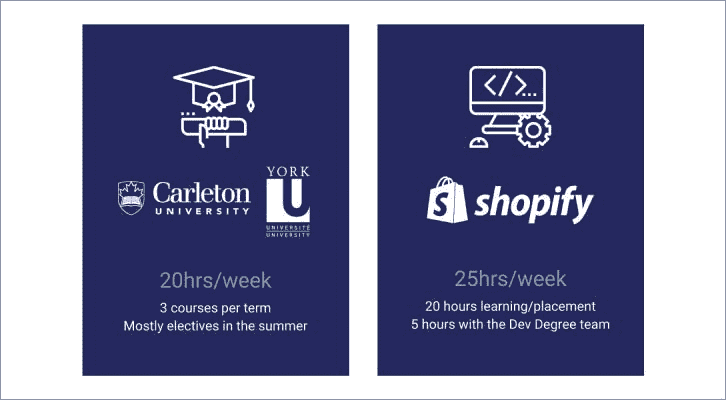 Carleton
UNIVERSITY
YORK
U
UNIVERSITÉ
UNIVERSITY
20hrs/week
3 courses per term
Mostly electives in the summer
</>
S
shopify
25hrs/week
20 hours learning/placement
5 hours with the Dev Degree team